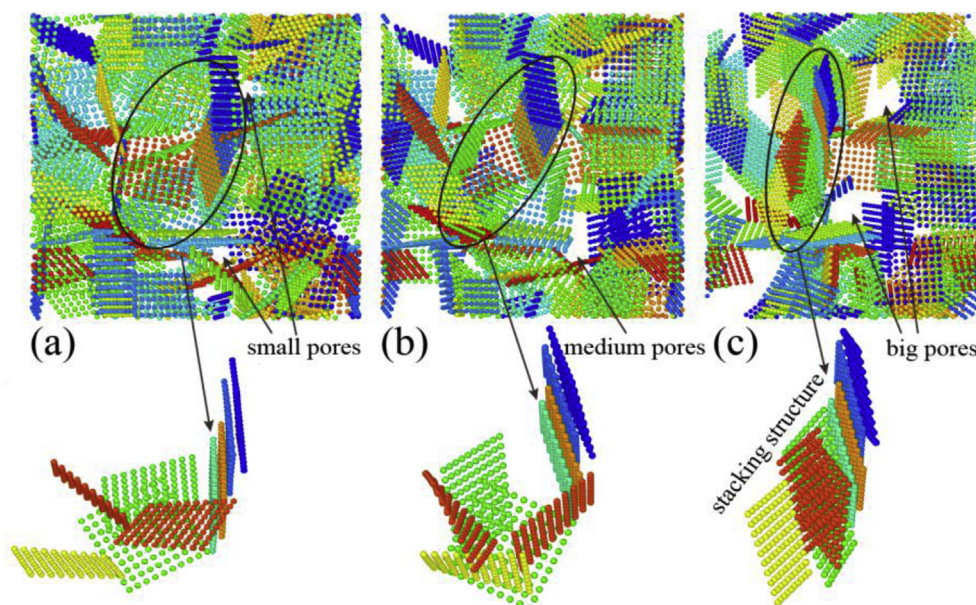 (a)
small pores
(b)
medium pores
(c)
big pores
stacking structure